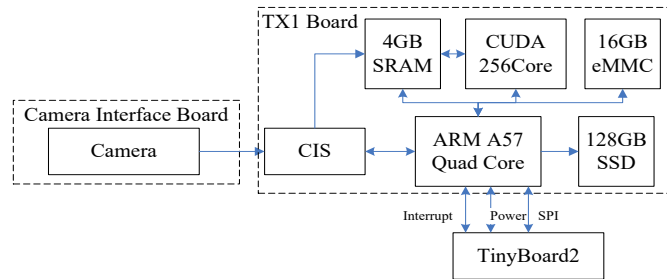 TX1 Board
4GB
SRAM
CUDA
256Core
16GB
eMMC
Camera Interface Board
Camera
CIS
ARM A57
Quad Core
128GB
SSD
Interrupt
Power
SPI
TinyBoard2